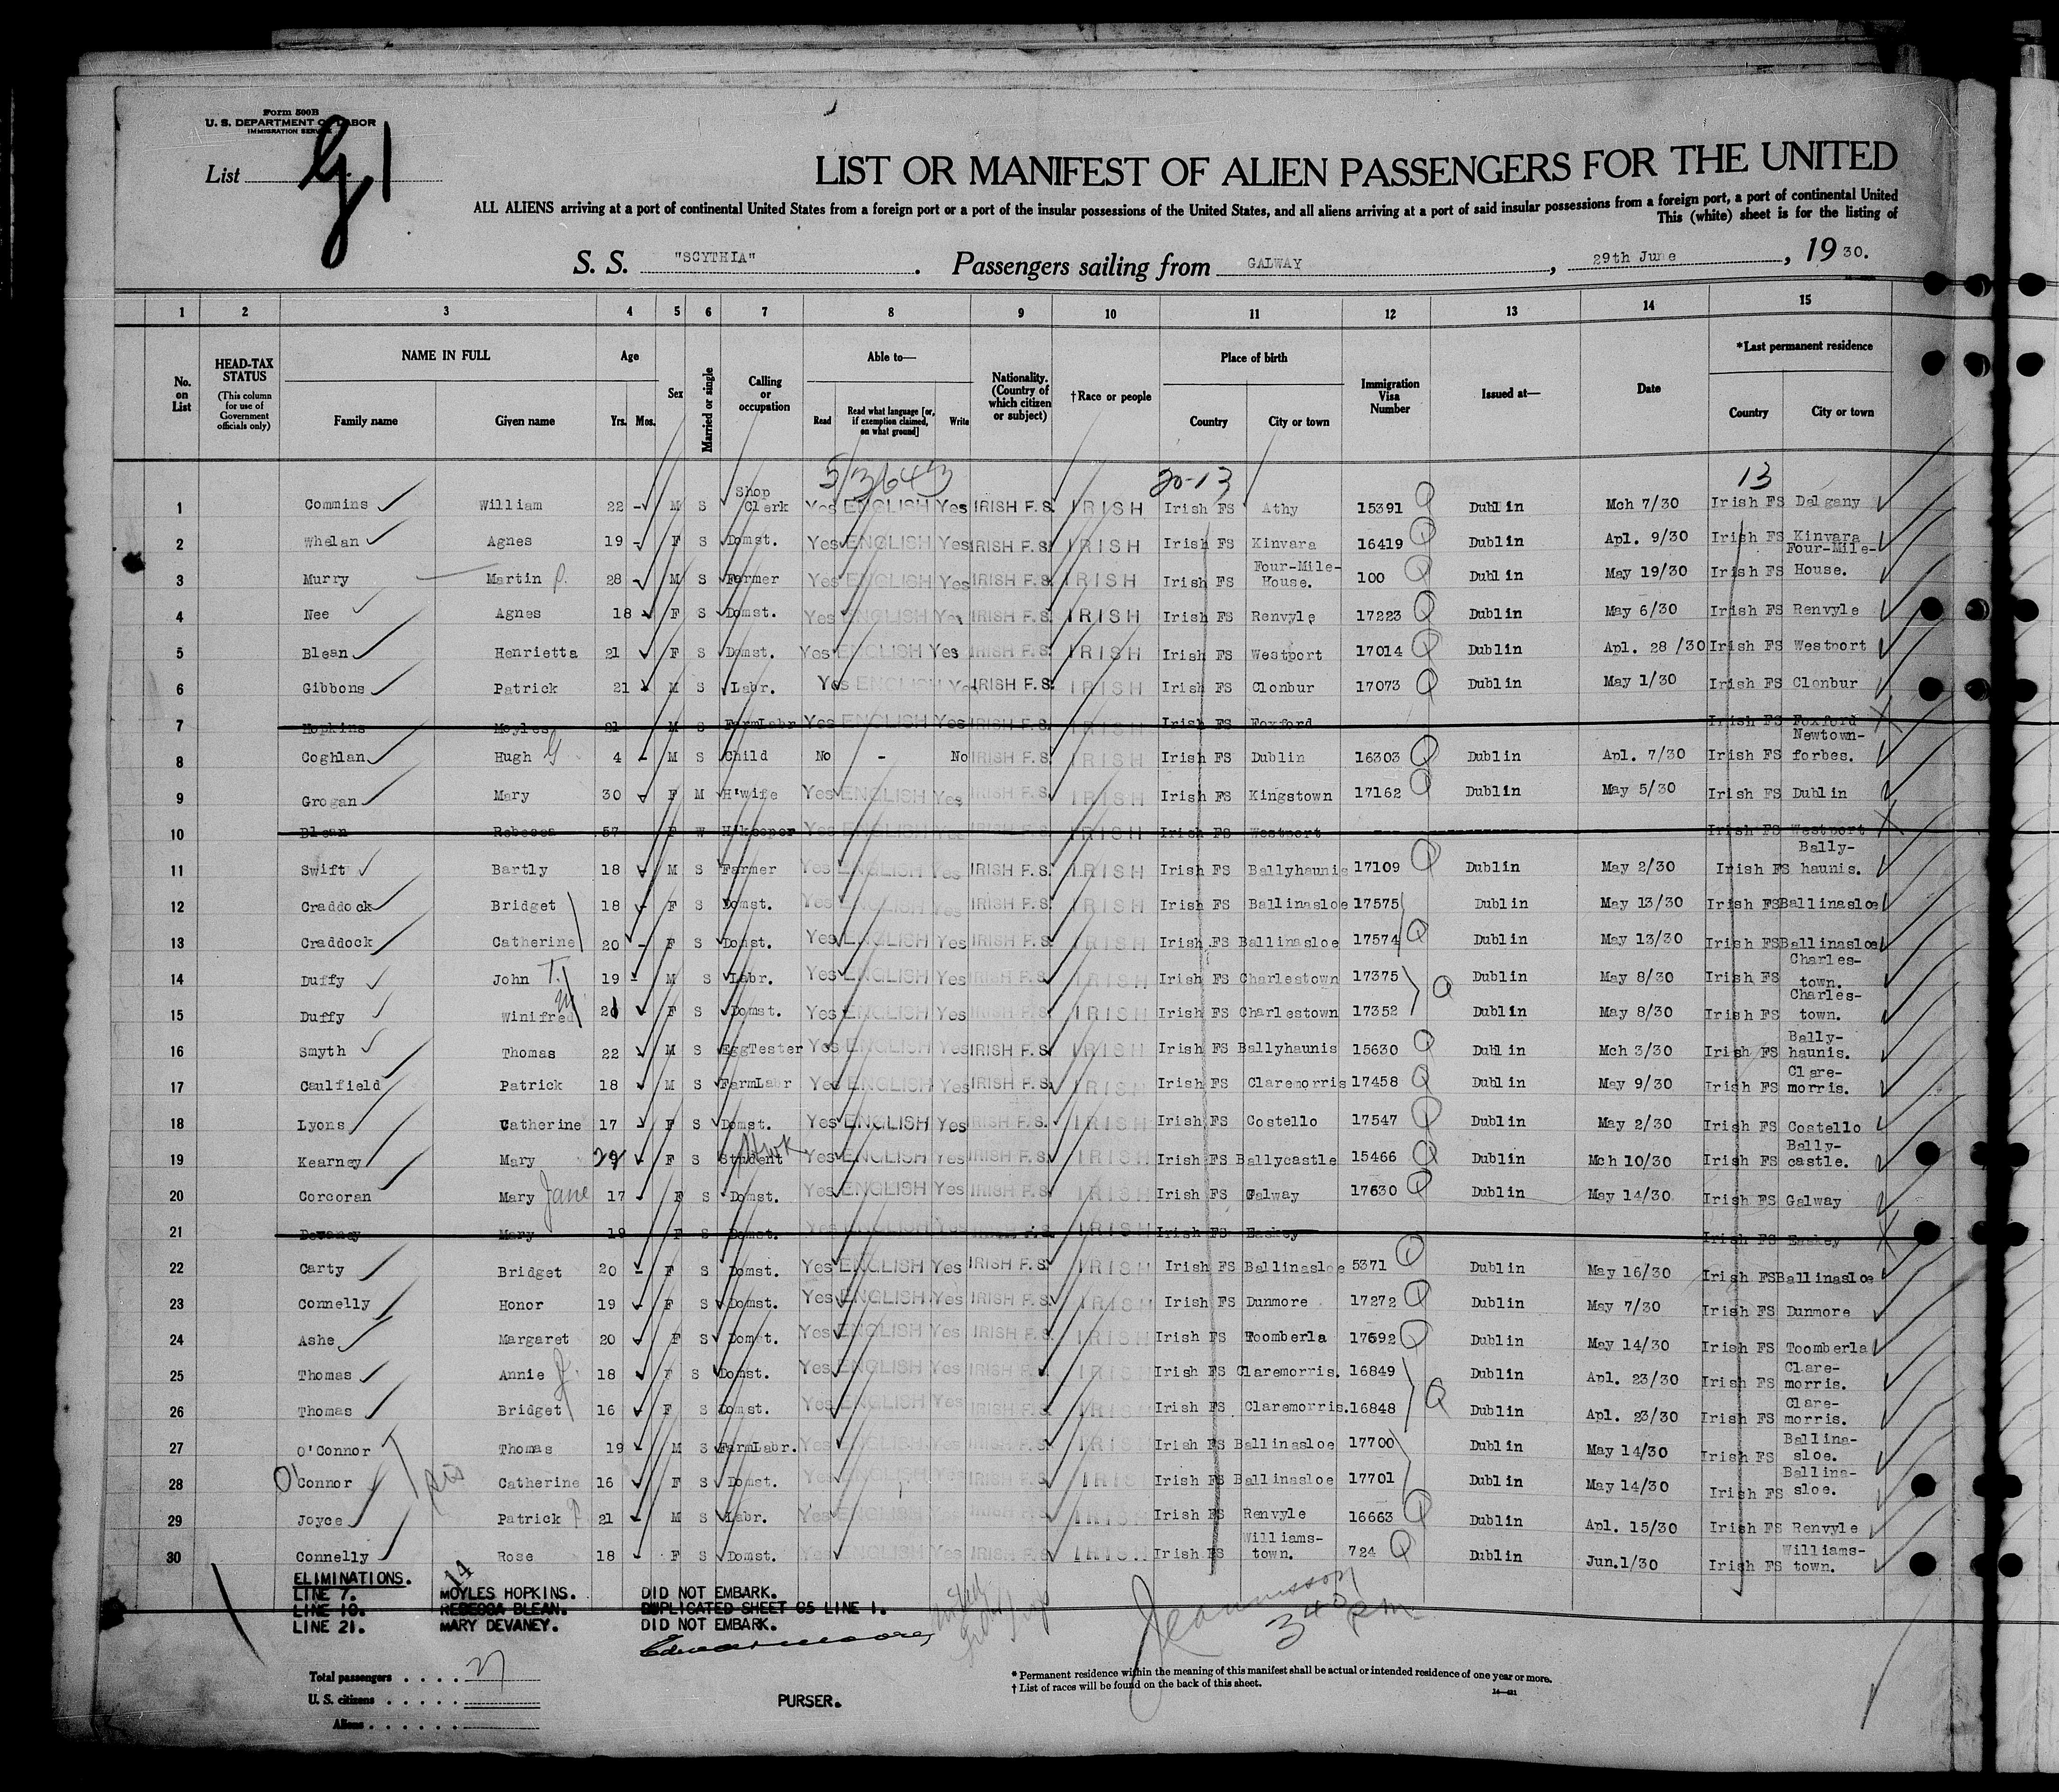 Form 500B
U. S. DEPARTMENT OF LABOR
IMMIGRATION SERVICE
List G1
LIST OR MANIFEST OF ALIEN PASSENGERS FOR THE UNITED
ALL ALIENS arriving at a port of continental United States from a foreign port or a port of the insular possessions of the United States, and all aliens arriving at a port of said insular possessions from a foreign port, a port of continental United
This (white) sheet is for the listing of
S. S. "SCYTHIA" . Passengers sailing from GALWAY , 29th June , 19 30.
1 2 3 4 5 6 7 8 9 10 11 12 13 14 15
No. on List HEAD-TAX STATUS (This column for use of Government officials only) NAME IN FULL Family name Given name Age Yrs. Mos. Sex Married or single Calling or occupation Able to— Read Read what language [or, if exemption claimed, on what ground] Write Nationality. (Country of which citizen or subject) †Race or people Place of birth Country City or town Immigration Visa Number Issued at— Date *Last permanent residence Country City or town
5/3643 20-13 13
1 Commins William 22 - M S Shop Clerk Yes ENGLISH Yes IRISH F.S. IRISH Irish FS Athy 15391 Dublin Mch 7/30 Irish FS Delgany
2 Whelan Agnes 19 - F S Domst. Yes ENGLISH Yes IRISH F.S. IRISH Irish FS Kinvara 16419 Dublin Apl. 9/30 Irish FS Kinvara
3 Murry Martin P. 28 - M S Farmer Yes ENGLISH Yes IRISH F.S. IRISH Irish FS Four-Mile-House. 100 Dublin May 19/30 Irish FS Four-Mile-House.
4 Nee Agnes 18 F S Domst. Yes ENGLISH Yes IRISH F.S. IRISH Irish FS Renvyle 17223 Dublin May 6/30 Irish FS Renvyle
5 Blean Henrietta 21 F S Domst. Yes ENGLISH Yes IRISH F.S. IRISH Irish FS Westport 17014 Dublin Apl. 28 /30 Irish FS Westport
6 Gibbons Patrick 21 M S Labr. Yes ENGLISH Yes IRISH F.S. IRISH Irish FS Clonbur 17073 Dublin May 1/30 Irish FS Clonbur
7 Hopkins Moyles 21 M S FarmLabr Yes ENGLISH Yes IRISH F.S. IRISH Irish FS Foxford Irish FS Foxford
8 Coghlan Hugh G 4 - M S Child No - No IRISH F.S. IRISH Irish FS Dublin 16303 Dublin Apl. 7/30 Irish FS Newtown-forbes.
9 Grogan Mary 30 F M H'wife Yes ENGLISH Yes IRISH F.S. IRISH Irish FS Kingstown 17162 Dublin May 5/30 Irish FS Dublin
10 Blean Rebecca 57 F W H'keeper Yes ENGLISH Yes IRISH F.S. IRISH Irish FS Westport Irish FS Westport
11 Swift Bartly 18 M S Farmer Yes ENGLISH Yes IRISH F.S. IRISH Irish FS Ballyhaunis 17109 Dublin May 2/30 Irish FS Bally-haunis.
12 Craddock Bridget 18 - F S Domst. Yes ENGLISH Yes IRISH F.S. IRISH Irish FS Ballinasloe 17575 Dublin May 13/30 Irish FS Ballinasloe
13 Craddock Catherine 20 - F S Domst. Yes ENGLISH Yes IRISH F.S. IRISH Irish FS Ballinasloe 17574 Dublin May 13/30 Irish FS Ballinasloe
14 Duffy John T. 19 - M S Labr. Yes ENGLISH Yes IRISH F.S. IRISH Irish FS Charlestown 17375 Dublin May 8/30 Irish FS Charles-town.
15 Duffy Winifred M 20 F S Domst. Yes ENGLISH Yes IRISH F.S. IRISH Irish FS Charlestown 17352 Dublin May 8/30 Irish FS Charles-town.
16 Smyth Thomas 22 M S EggTester Yes ENGLISH Yes IRISH F.S. IRISH Irish FS Ballyhaunis 15630 Dublin Mch 3/30 Irish FS Bally-haunis.
17 Caulfield Patrick 18 M S FarmLabr Yes ENGLISH Yes IRISH F.S. IRISH Irish FS Claremorris 17458 Dublin May 9/30 Irish FS Clare-morris.
18 Lyons Catherine 17 F S Domst. Yes ENGLISH Yes IRISH F.S. IRISH Irish FS Costello 17547 Dublin May 2/30 Irish FS Costello
19 Kearney Mary 29 F S Student Yes ENGLISH Yes IRISH F.S. IRISH Irish FS Ballycastle 15466 Dublin Mch 10/30 Irish FS Bally-castle.
20 Corcoran Mary Jane 17 F S Domst. Yes ENGLISH Yes IRISH F.S. IRISH Irish FS Galway 17630 Dublin May 14/30 Irish FS Galway
21 Devaney Mary 19 F S Domst. Yes ENGLISH Yes IRISH F.S. IRISH Irish FS Easkey Irish FS Easkey
22 Carty Bridget 20 - F S Domst. Yes ENGLISH Yes IRISH F.S. IRISH Irish FS Ballinasloe 5371 Dublin May 16/30 Irish FS Ballinasloe
23 Connelly Honor 19 F S Domst. Yes ENGLISH Yes IRISH F.S. IRISH Irish FS Dunmore 17272 Dublin May 7/30 Irish FS Dunmore
24 Ashe Margaret 20 F S Domst. Yes ENGLISH Yes IRISH F.S. IRISH Irish FS Toomberla 17692 Dublin May 14/30 Irish FS Toomberla
25 Thomas Annie 18 F S Domst. Yes ENGLISH Yes IRISH F.S. IRISH Irish FS Claremorris. 16849 Dublin Apl. 23/30 Irish FS Clare-morris.
26 Thomas Bridget 16 F S Domst. Yes ENGLISH Yes IRISH F.S. IRISH Irish FS Claremorris. 16848 Dublin Apl. 23/30 Irish FS Clare-morris.
27 O'Connor Thomas 19 M S FarmLabr. Yes ENGLISH Yes IRISH F.S. IRISH Irish FS Ballinasloe 17700 Dublin May 14/30 Irish FS Ballina-sloe.
28 O'Connor sis Catherine 16 F S Domst. Yes ENGLISH Yes IRISH F.S. IRISH Irish FS Ballinasloe 17701 Dublin May 14/30 Irish FS Ballina-sloe.
29 Joyce Patrick P 21 M S Labr. Yes ENGLISH Yes IRISH F.S. IRISH Irish FS Renvyle 16663 Dublin Apl. 15/30 Irish FS Renvyle
30 Connelly Rose 18 F S Domst. Yes ENGLISH Yes IRISH F.S. IRISH Irish FS Williams-town. 724 Dublin Jun.1/30 Irish FS Williams-town.
ELIMINATIONS. 14
LINE 7. MOYLES HOPKINS. DID NOT EMBARK.
LINE 10. REBECCA BLEAN. DUPLICATED SHEET G5 LINE 1.
LINE 21. MARY DEVANEY. DID NOT EMBARK.
340 PM
Total passengers . . . . 27
U. S. citizens . . . . .
Aliens . . . . . .
PURSER.
* Permanent residence within the meaning of this manifest shall be actual or intended residence of one year or more.
† List of races will be found on the back of this sheet.